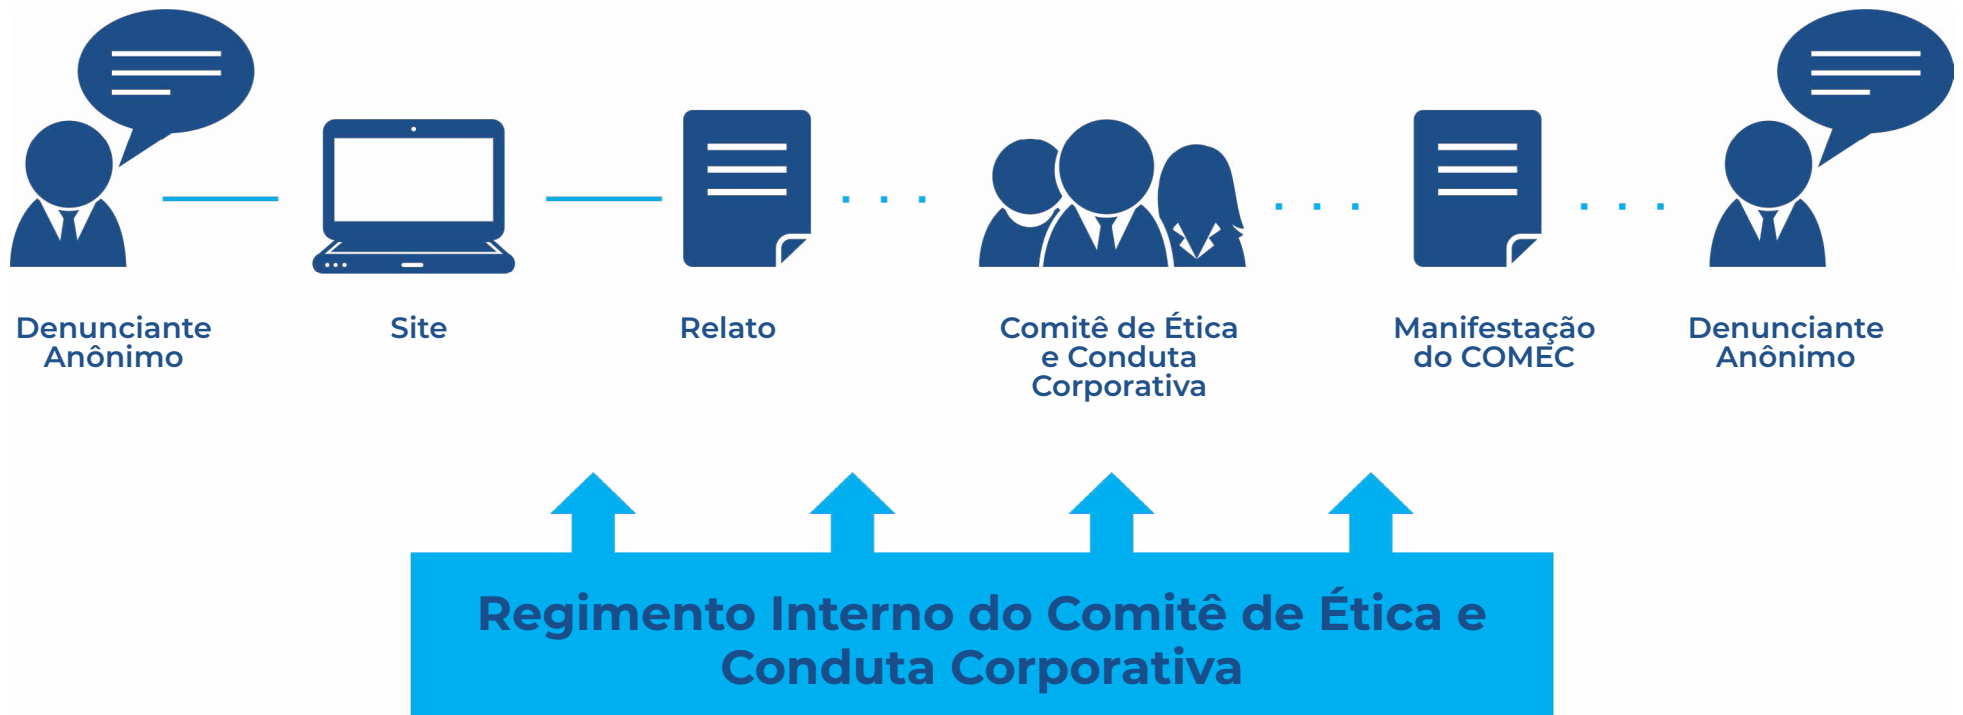 Denunciante
Anônimo
Site
Relato
Comitê de Ética
e Conduta
Corporativa
Manifestação
do COMEC
Denunciante
Anônimo
Regimento Interno do Comitê de Ética e
Conduta Corporativa